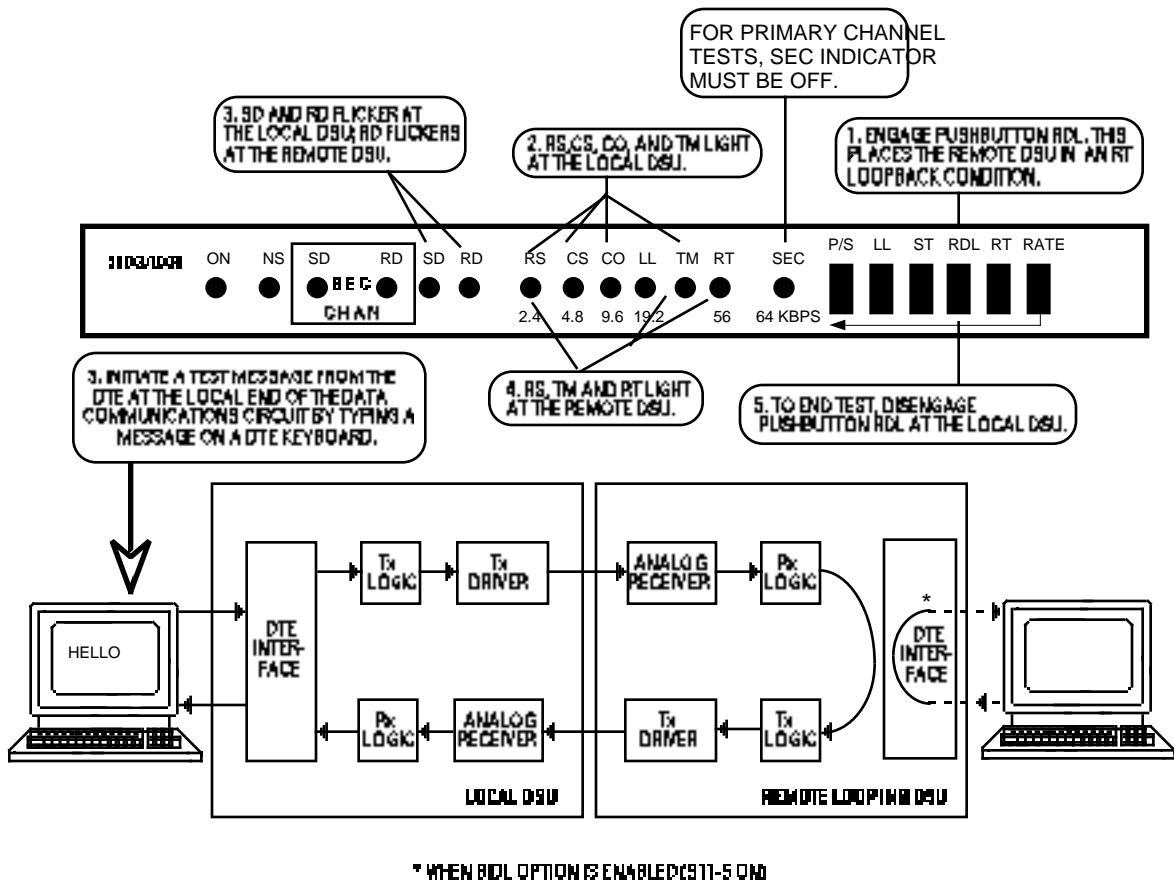 FOR PRIMARY CHANNEL
TESTS, SEC INDICATOR
MUST BE OFF.
3. SD AND RD FLICKER AT
THE LOCAL DSU; RD FLICKERS
AT THE REMOTE DSU.
2. RS, CS, CO, AND TM LIGHT
AT THE LOCAL DSU.
1. ENGAGE PUSHBUTTON RDL. THIS
PLACES THE REMOTE DSU IN AN RT
LOOPBACK CONDITION.
ON NS SD RD SD RD RS CS CO LL TM RT SEC P/S LL ST RDL RT RATE
SEC
CHAN
2.4 4.8 9.6 19.2 56 64 KBPS
3. INITIATE A TEST MESSAGE FROM THE
DTE AT THE LOCAL END OF THE DATA
COMMUNICATIONS CIRCUIT BY TYPING A
MESSAGE ON A DTE KEYBOARD.
4. RS, TM AND RT LIGHT
AT THE REMOTE DSU.
5. TO END TEST, DISENGAGE
PUSHBUTTON RDL AT THE LOCAL DSU.
HELLO
DTE
INTER-
FACE
Tx
LOGIC
Tx
DRIVER
ANALOG
RECEIVER
Rx
LOGIC
*
DTE
INTER-
FACE
Rx
LOGIC
ANALOG
RECEIVER
Tx
DRIVER
Tx
LOGIC
LOCAL DSU
REMOTE LOOPING DSU
* WHEN BIDL OPTION IS ENABLED (S11-5 ON)